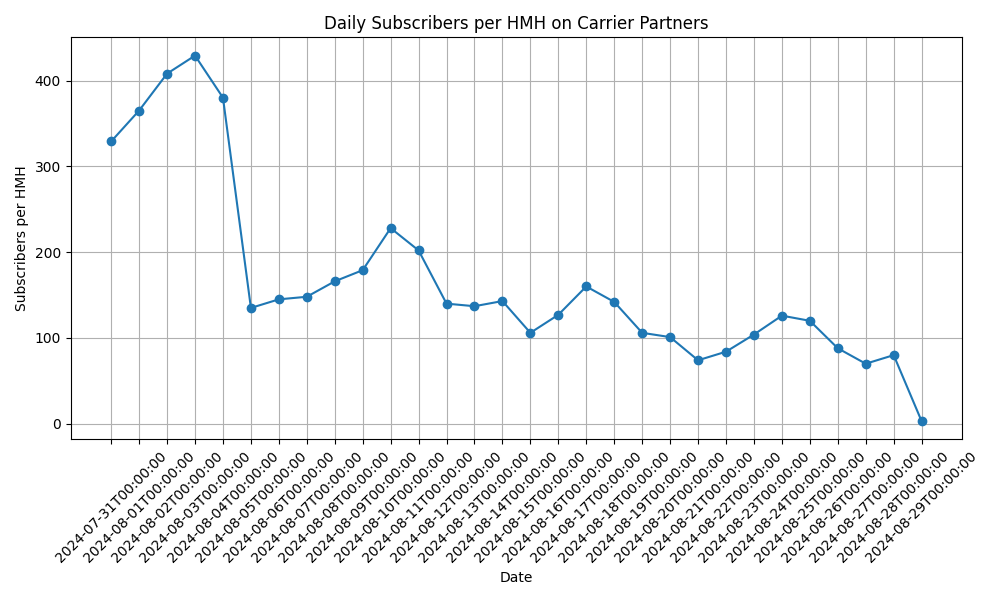 Daily Subscribers per HMH on Carrier Partners
Subscribers per HMH
400
300
200
100
0
2024-07-31T00:00:00
2024-08-01T00:00:00
2024-08-02T00:00:00
2024-08-03T00:00:00
2024-08-04T00:00:00
2024-08-05T00:00:00
2024-08-06T00:00:00
2024-08-07T00:00:00
2024-08-08T00:00:00
2024-08-09T00:00:00
2024-08-10T00:00:00
2024-08-11T00:00:00
2024-08-12T00:00:00
2024-08-13T00:00:00
2024-08-14T00:00:00
2024-08-15T00:00:00
2024-08-16T00:00:00
2024-08-17T00:00:00
2024-08-18T00:00:00
2024-08-19T00:00:00
2024-08-20T00:00:00
2024-08-21T00:00:00
2024-08-22T00:00:00
2024-08-23T00:00:00
2024-08-24T00:00:00
2024-08-25T00:00:00
2024-08-26T00:00:00
2024-08-27T00:00:00
2024-08-28T00:00:00
2024-08-29T00:00:00
Date